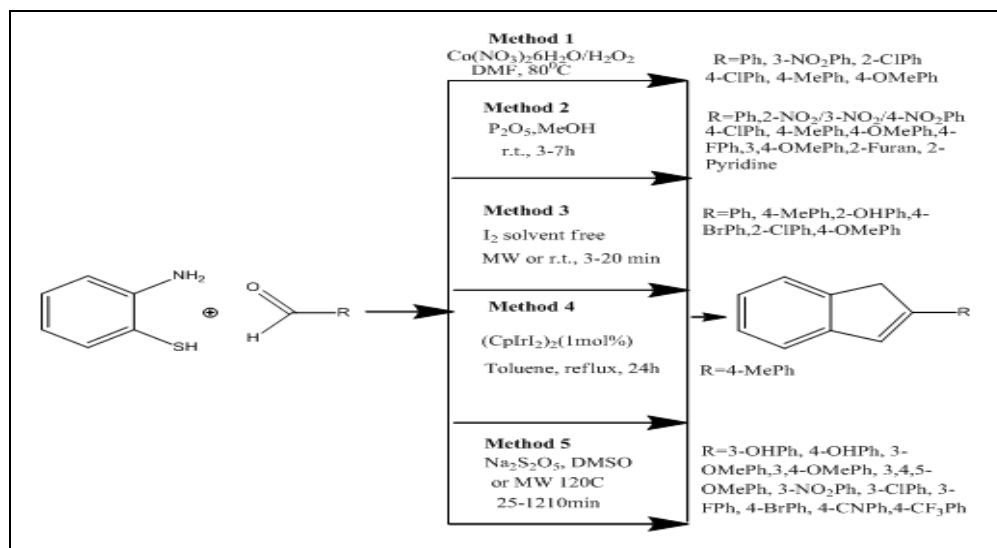 Method 1
Co(NO3)26H2O/H2O2
DMF, 80⁰C
R=Ph, 3-NO2Ph, 2-ClPh
4-ClPh, 4-MePh, 4-OMePh
Method 2
P2O5,MeOH
r.t., 3-7h
R=Ph,2-NO2/3-NO2/4-NO2Ph
4-ClPh, 4-MePh,4-OMePh,4-
FPh,3,4-OMePh,2-Furan, 2-
Pyridine
Method 3
I2 solvent free
MW or r.t., 3-20 min
R=Ph, 4-MePh,2-OHPh,4-
BrPh,2-ClPh,4-OMePh
NH2
SH
O
H
R
Method 4
(CpIrI2)2(1mol%)
Toluene, reflux, 24h
R
R=4-MePh
Method 5
Na2S2O5, DMSO
or MW 120C
25-1210min
R=3-OHPh, 4-OHPh, 3-
OMePh,3,4-OMePh, 3,4,5-
OMePh, 3-NO2Ph, 3-ClPh, 3-
FPh, 4-BrPh, 4-CNPh,4-CF3Ph